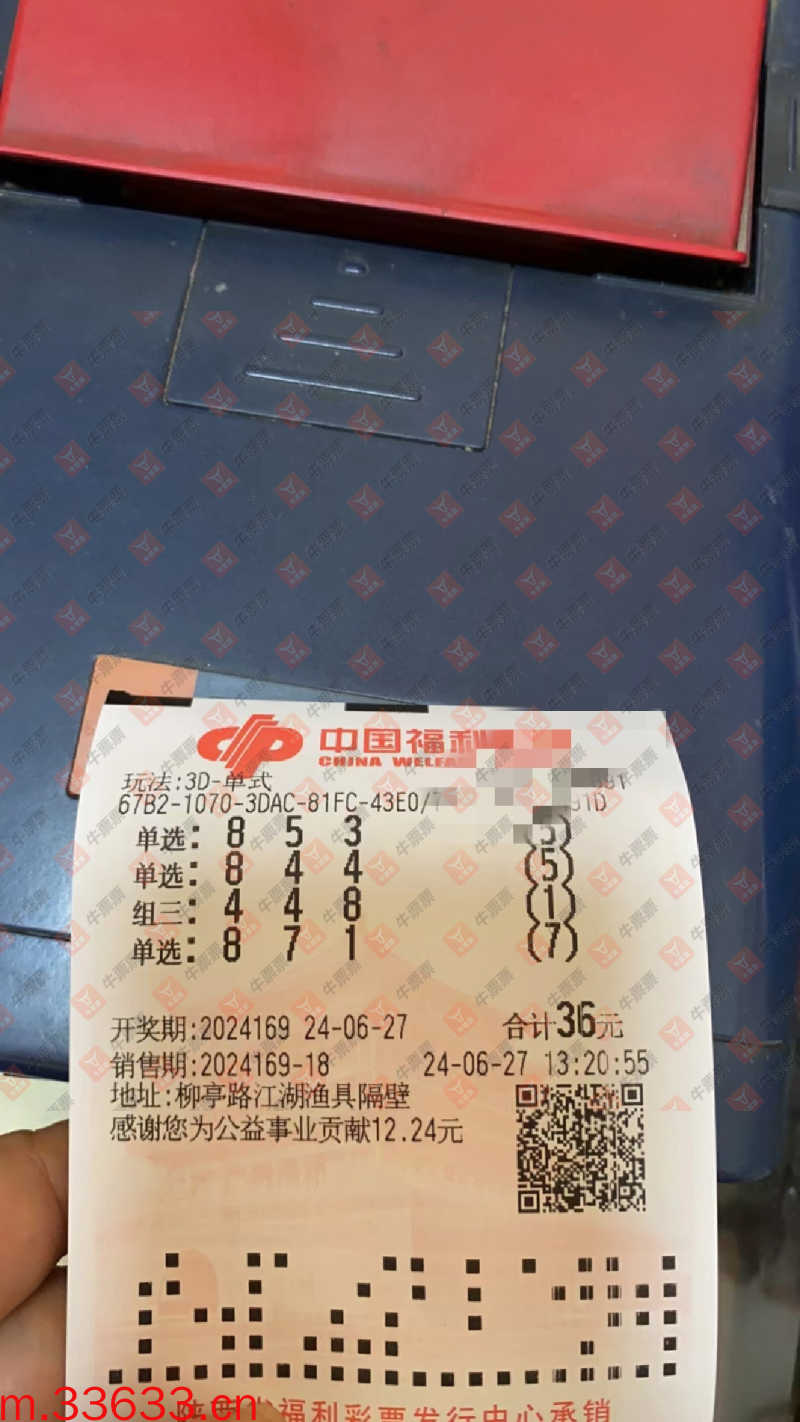 中国福利
CHINA WELFA
玩法:3D-单式
67B2-1070-3DAC-81FC-43E0/
91D
单选: 8 5 3 (5)
单选: 8 4 4 (5)
组三: 4 4 8 (1)
单选: 8 7 1 (7)
开奖期:2024169 24-06-27 合计36元
销售期:2024169-18 24-06-27 13:20:55
地址:柳亭路江湖渔具隔壁
感谢您为公益事业贡献12.24元
福利彩票发行中心承销
m.33633.cn
牛票票